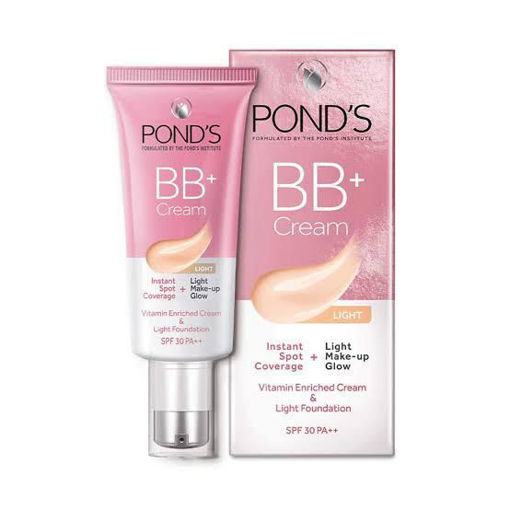 POND'S
FORMULATED BY THE POND'S INSTITUTE
BB+
Cream
LIGHT
Instant Spot Coverage + Light Make-up Glow
Vitamin Enriched Cream
&
Light Foundation
SPF 30 PA++
POND'S
FORMULATED BY THE POND'S INSTITUTE
BB+
Cream
LIGHT
Instant Spot Coverage + Light Make-up Glow
Vitamin Enriched Cream
&
Light Foundation
SPF 30 PA++